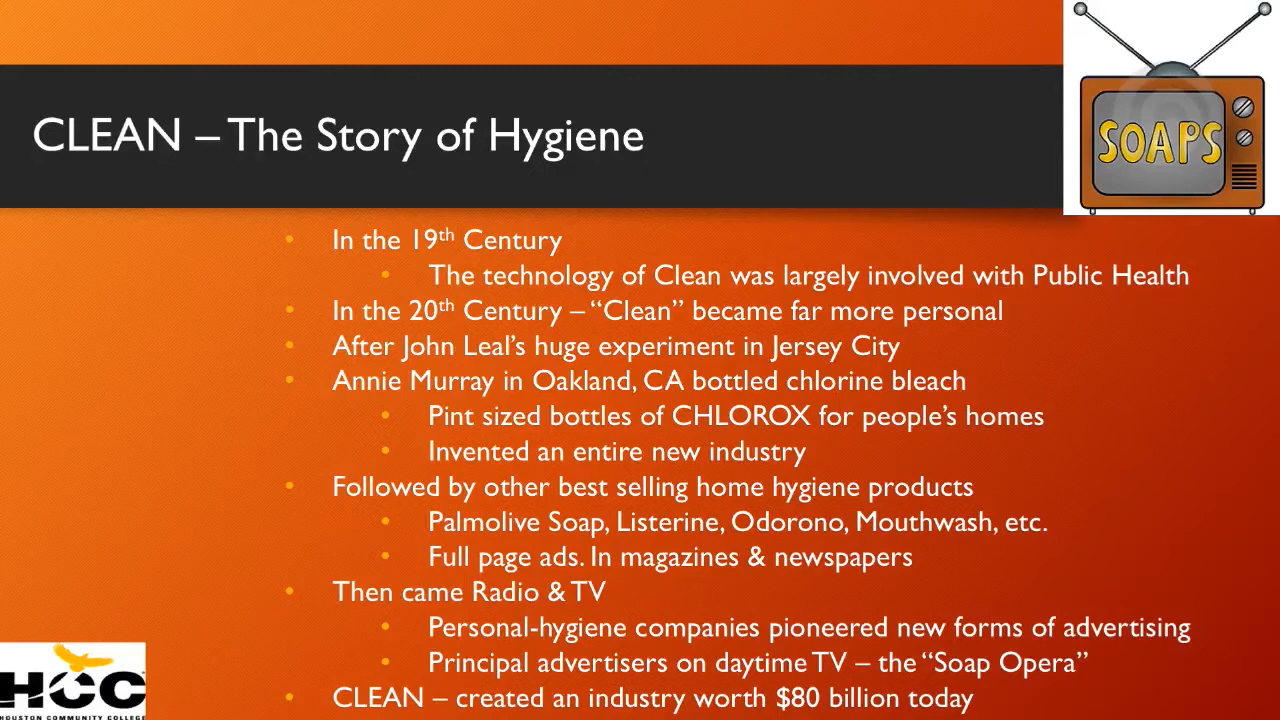 SOAPS
CLEAN – The Story of Hygiene
• In the 19th Century
• The technology of Clean was largely involved with Public Health
• In the 20th Century – “Clean” became far more personal
• After John Leal’s huge experiment in Jersey City
• Annie Murray in Oakland, CA bottled chlorine bleach
• Pint sized bottles of CHLOROX for people’s homes
• Invented an entire new industry
• Followed by other best selling home hygiene products
• Palmolive Soap, Listerine, Odorono, Mouthwash, etc.
• Full page ads. In magazines & newspapers
• Then came Radio & TV
• Personal-hygiene companies pioneered new forms of advertising
• Principal advertisers on daytime TV – the “Soap Opera”
• CLEAN – created an industry worth $80 billion today
HCC
HOUSTON COMMUNITY COLLEGE